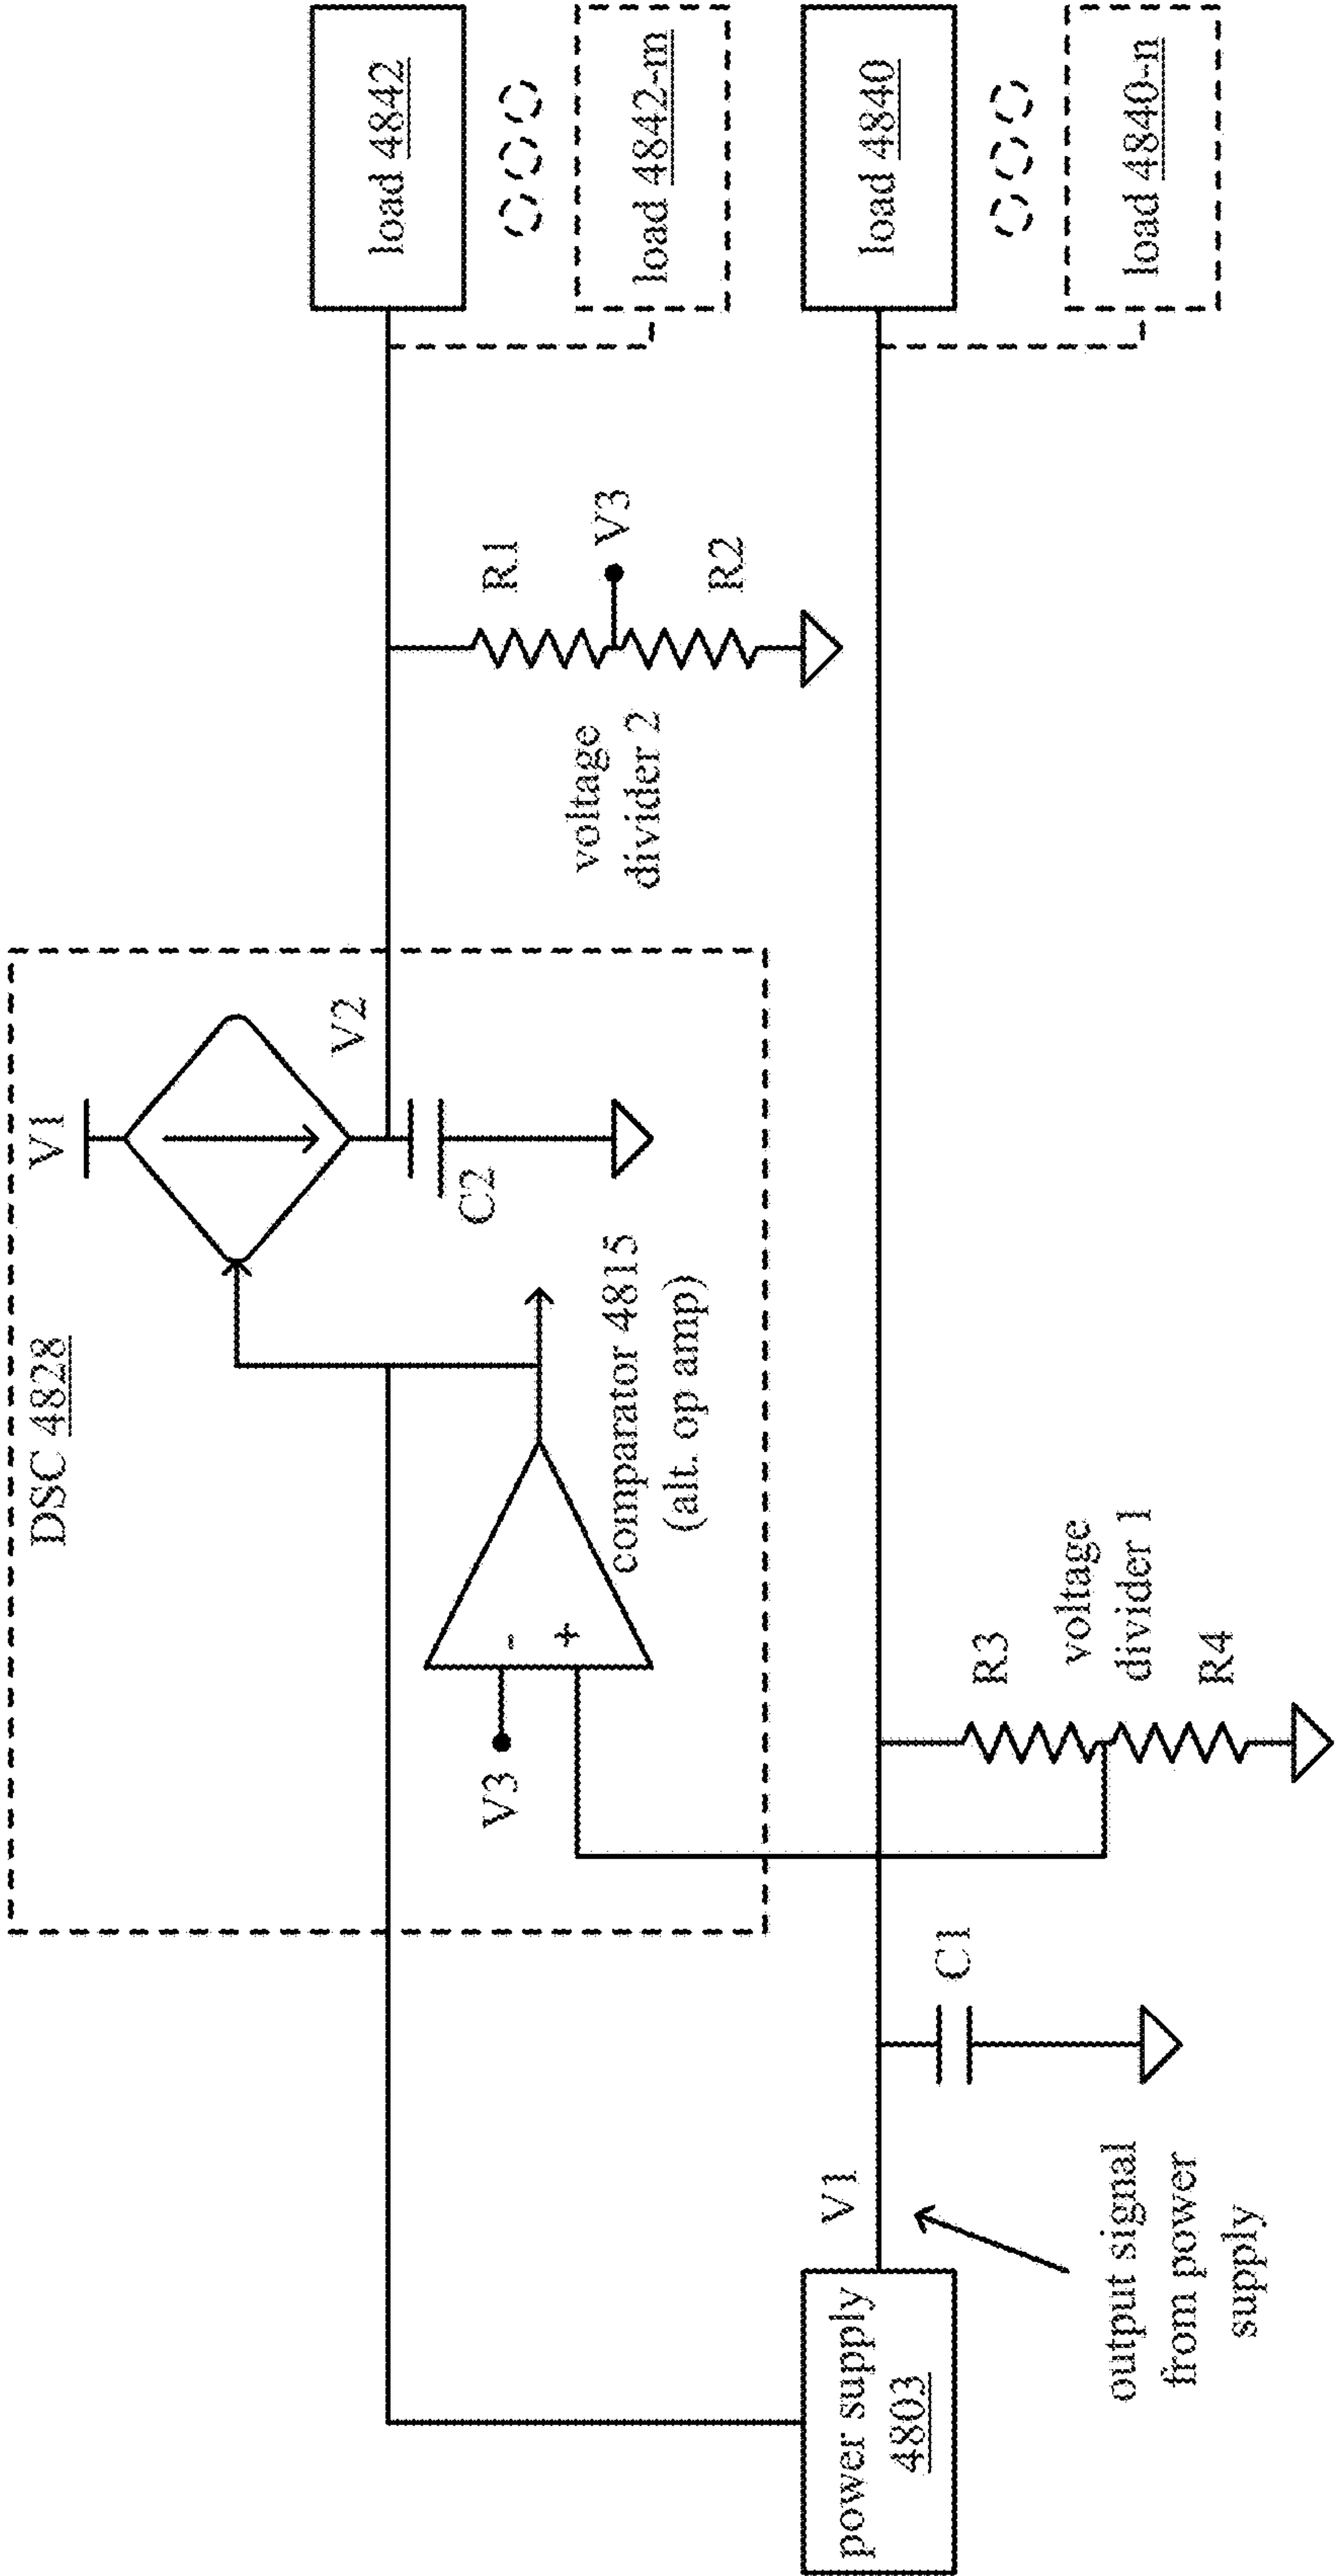 DSC 4828
V1
V2
C2
V3
-
+
comparator 4815
(alt. op amp)
load 4842
load 4842-m
R1
V3
R2
voltage
divider 2
load 4840
load 4840-n
power supply
4803
V1
output signal
from power
supply
C1
R3
voltage
divider 1
R4